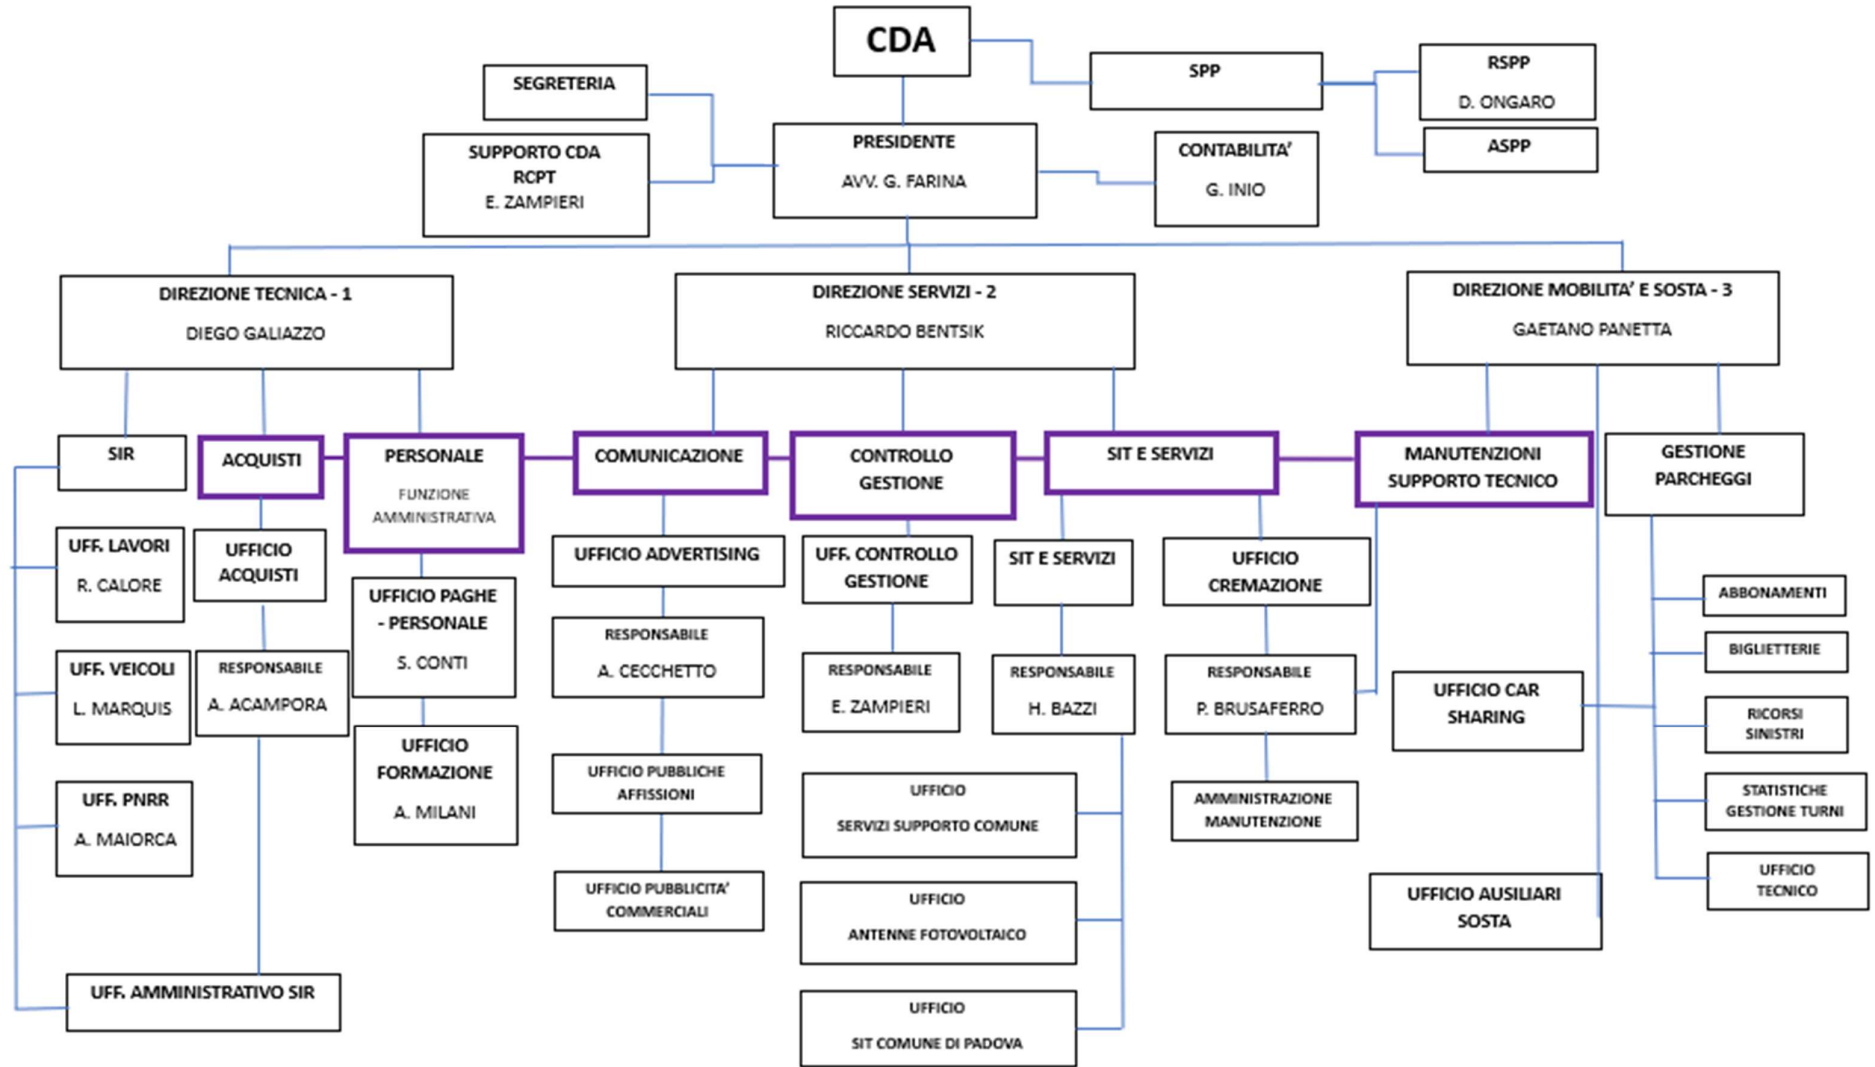 CDA
SEGRETERIA
SPP
RSPP
D. ONGARO
ASPP
SUPPORTO CDA
RCPT
E. ZAMPIERI
PRESIDENTE
AVV. G. FARINA
CONTABILITA’
G. INIO
DIREZIONE TECNICA - 1
DIEGO GALIAZZO
DIREZIONE SERVIZI - 2
RICCARDO BENTSIK
DIREZIONE MOBILITA’ E SOSTA - 3
GAETANO PANETTA
SIR
ACQUISTI
PERSONALE
FUNZIONE
AMMINISTRATIVA
COMUNICAZIONE
CONTROLLO
GESTIONE
SIT E SERVIZI
MANUTENZIONI
SUPPORTO TECNICO
GESTIONE
PARCHEGGI
UFF. LAVORI
R. CALORE
UFFICIO
ACQUISTI
UFFICIO PAGHE
- PERSONALE
S. CONTI
UFFICIO ADVERTISING
UFF. CONTROLLO
GESTIONE
SIT E SERVIZI
UFFICIO
CREMAZIONE
ABBONAMENTI
UFF. VEICOLI
L. MARQUIS
RESPONSABILE
A. ACAMPORA
RESPONSABILE
A. CECCHETTO
RESPONSABILE
E. ZAMPIERI
RESPONSABILE
H. BAZZI
RESPONSABILE
P. BRUSAFERRO
UFFICIO CAR
SHARING
BIGLIETTERIE
RICORSI
SINISTRI
UFF. PNRR
A. MAIORCA
UFFICIO
FORMAZIONE
A. MILANI
UFFICIO PUBBLICHE
AFFISSIONI
UFFICIO
SERVIZI SUPPORTO COMUNE
AMMINISTRAZIONE
MANUTENZIONE
STATISTICHE
GESTIONE TURNI
UFFICIO PUBBLICITA’
COMMERCIALI
UFFICIO
ANTENNE FOTOVOLTAICO
UFFICIO AUSILIARI
SOSTA
UFFICIO
TECNICO
UFF. AMMINISTRATIVO SIR
UFFICIO
SIT COMUNE DI PADOVA